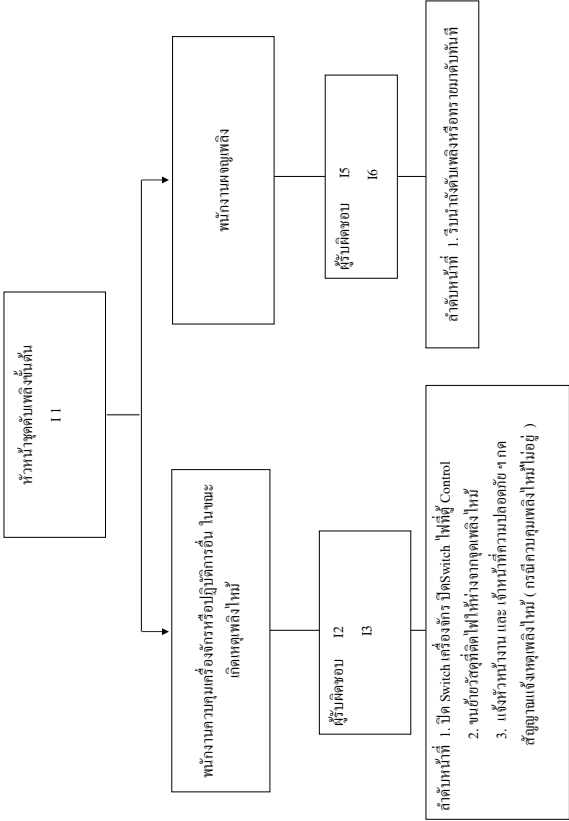 หัวหน้าชุดดับเพลิงขั้นต้น
I 1
พนักงานควบคุมเครื่องจักรหรือปฏิบัติการอื่น ในขณะ
เกิดเหตุเพลิงไหม้
ผู้รับผิดชอบ I2
I3
ลำดับหน้าที่ 1. ปิด Switch เครื่องจักร ปิดSwitch ไฟที่ตู้ Control
2. ขนย้ายวัสดุที่ติดไฟให้ห่างจากจุดเพลิงไหม้
3. แจ้งหัวหน้างาน และ เจ้าหน้าที่ความปลอดภัย ฯ กด
สัญญาณแจ้งเหตุเพลิงไหม้ ( กรณีควบคุมเพลิงไหม้ไม่อยู่ )
พนักงานผจญเพลิง
ผู้รับผิดชอบ I5
I6
ลำดับหน้าที่ 1. รีบนำถังดับเพลิงหรือทรายมาดับทันที